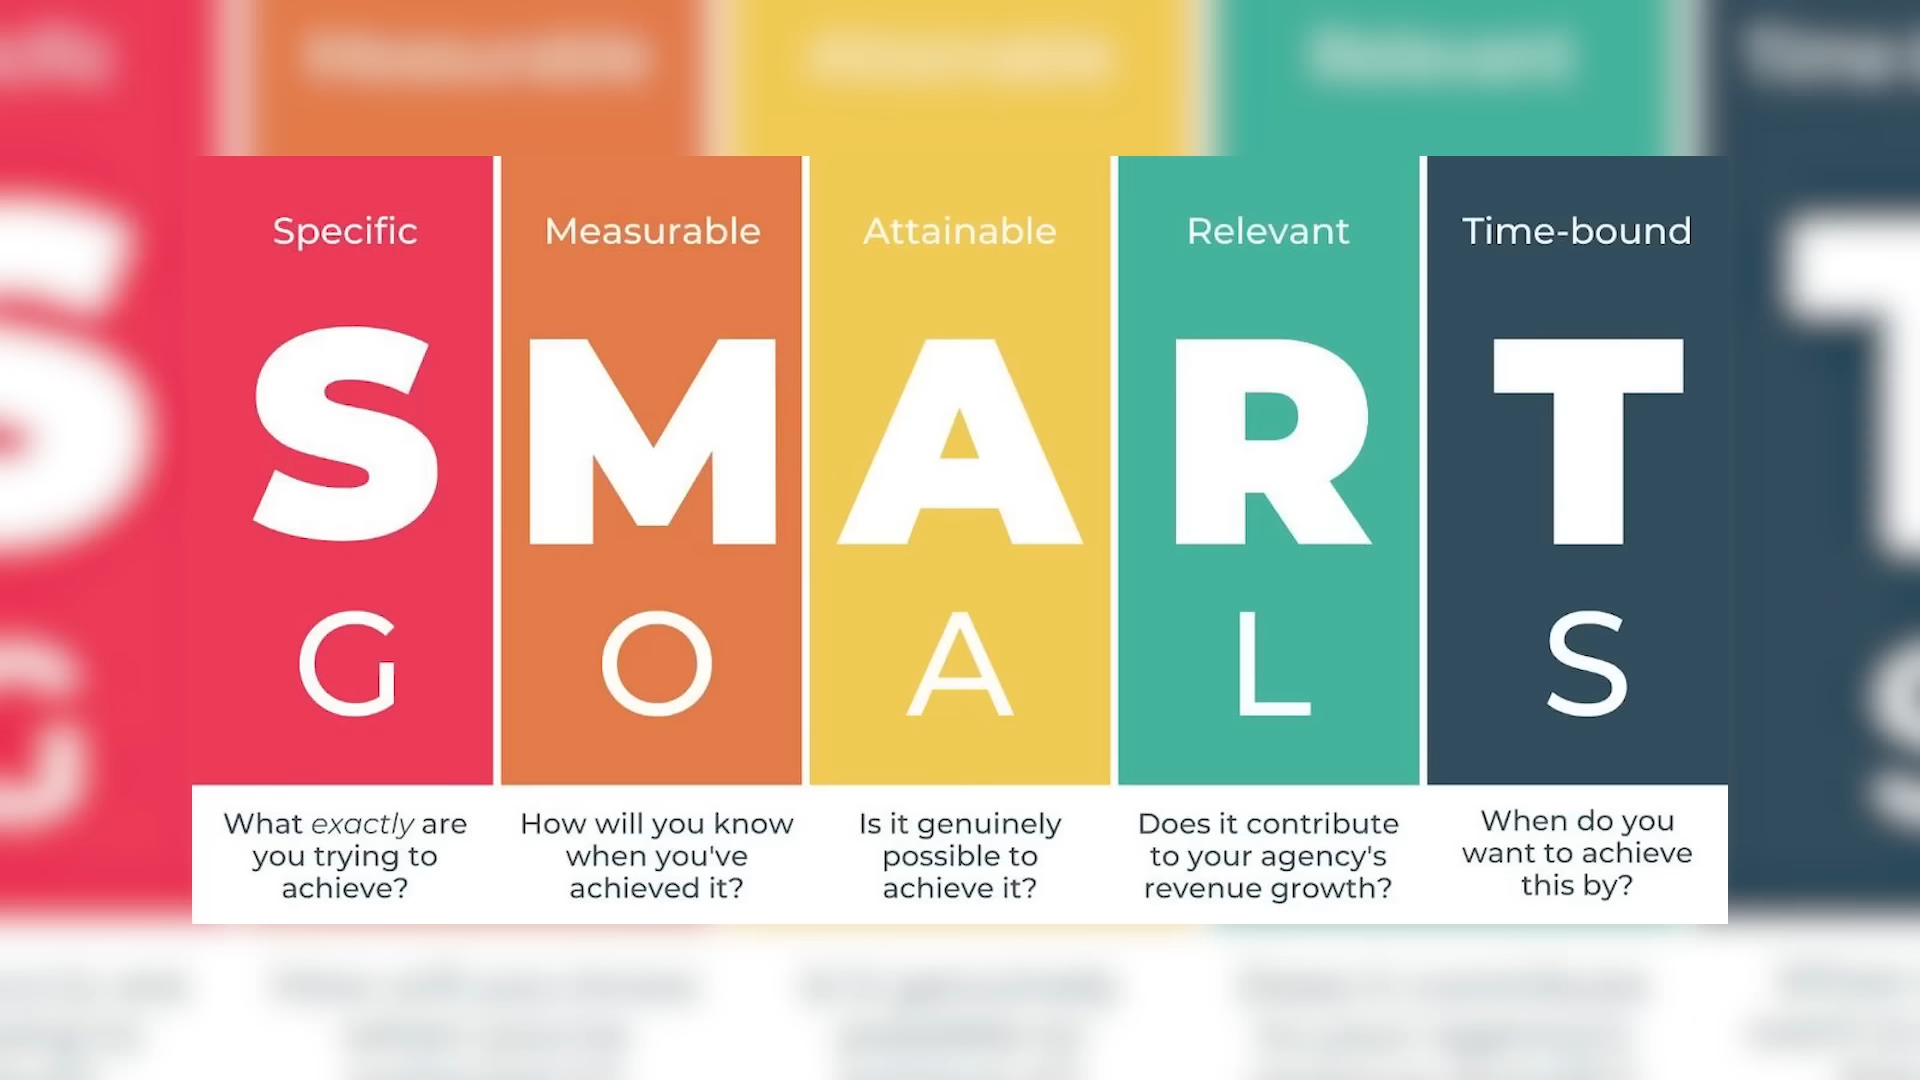 Specific
Measurable
Attainable
Relevant
Time-bound
S
M
A
R
T
G
O
A
L
S
What exactly are
you trying to
achieve?
How will you know
when you've
achieved it?
Is it genuinely
possible to
achieve it?
Does it contribute
to your agency's
revenue growth?
When do you
want to achieve
this by?